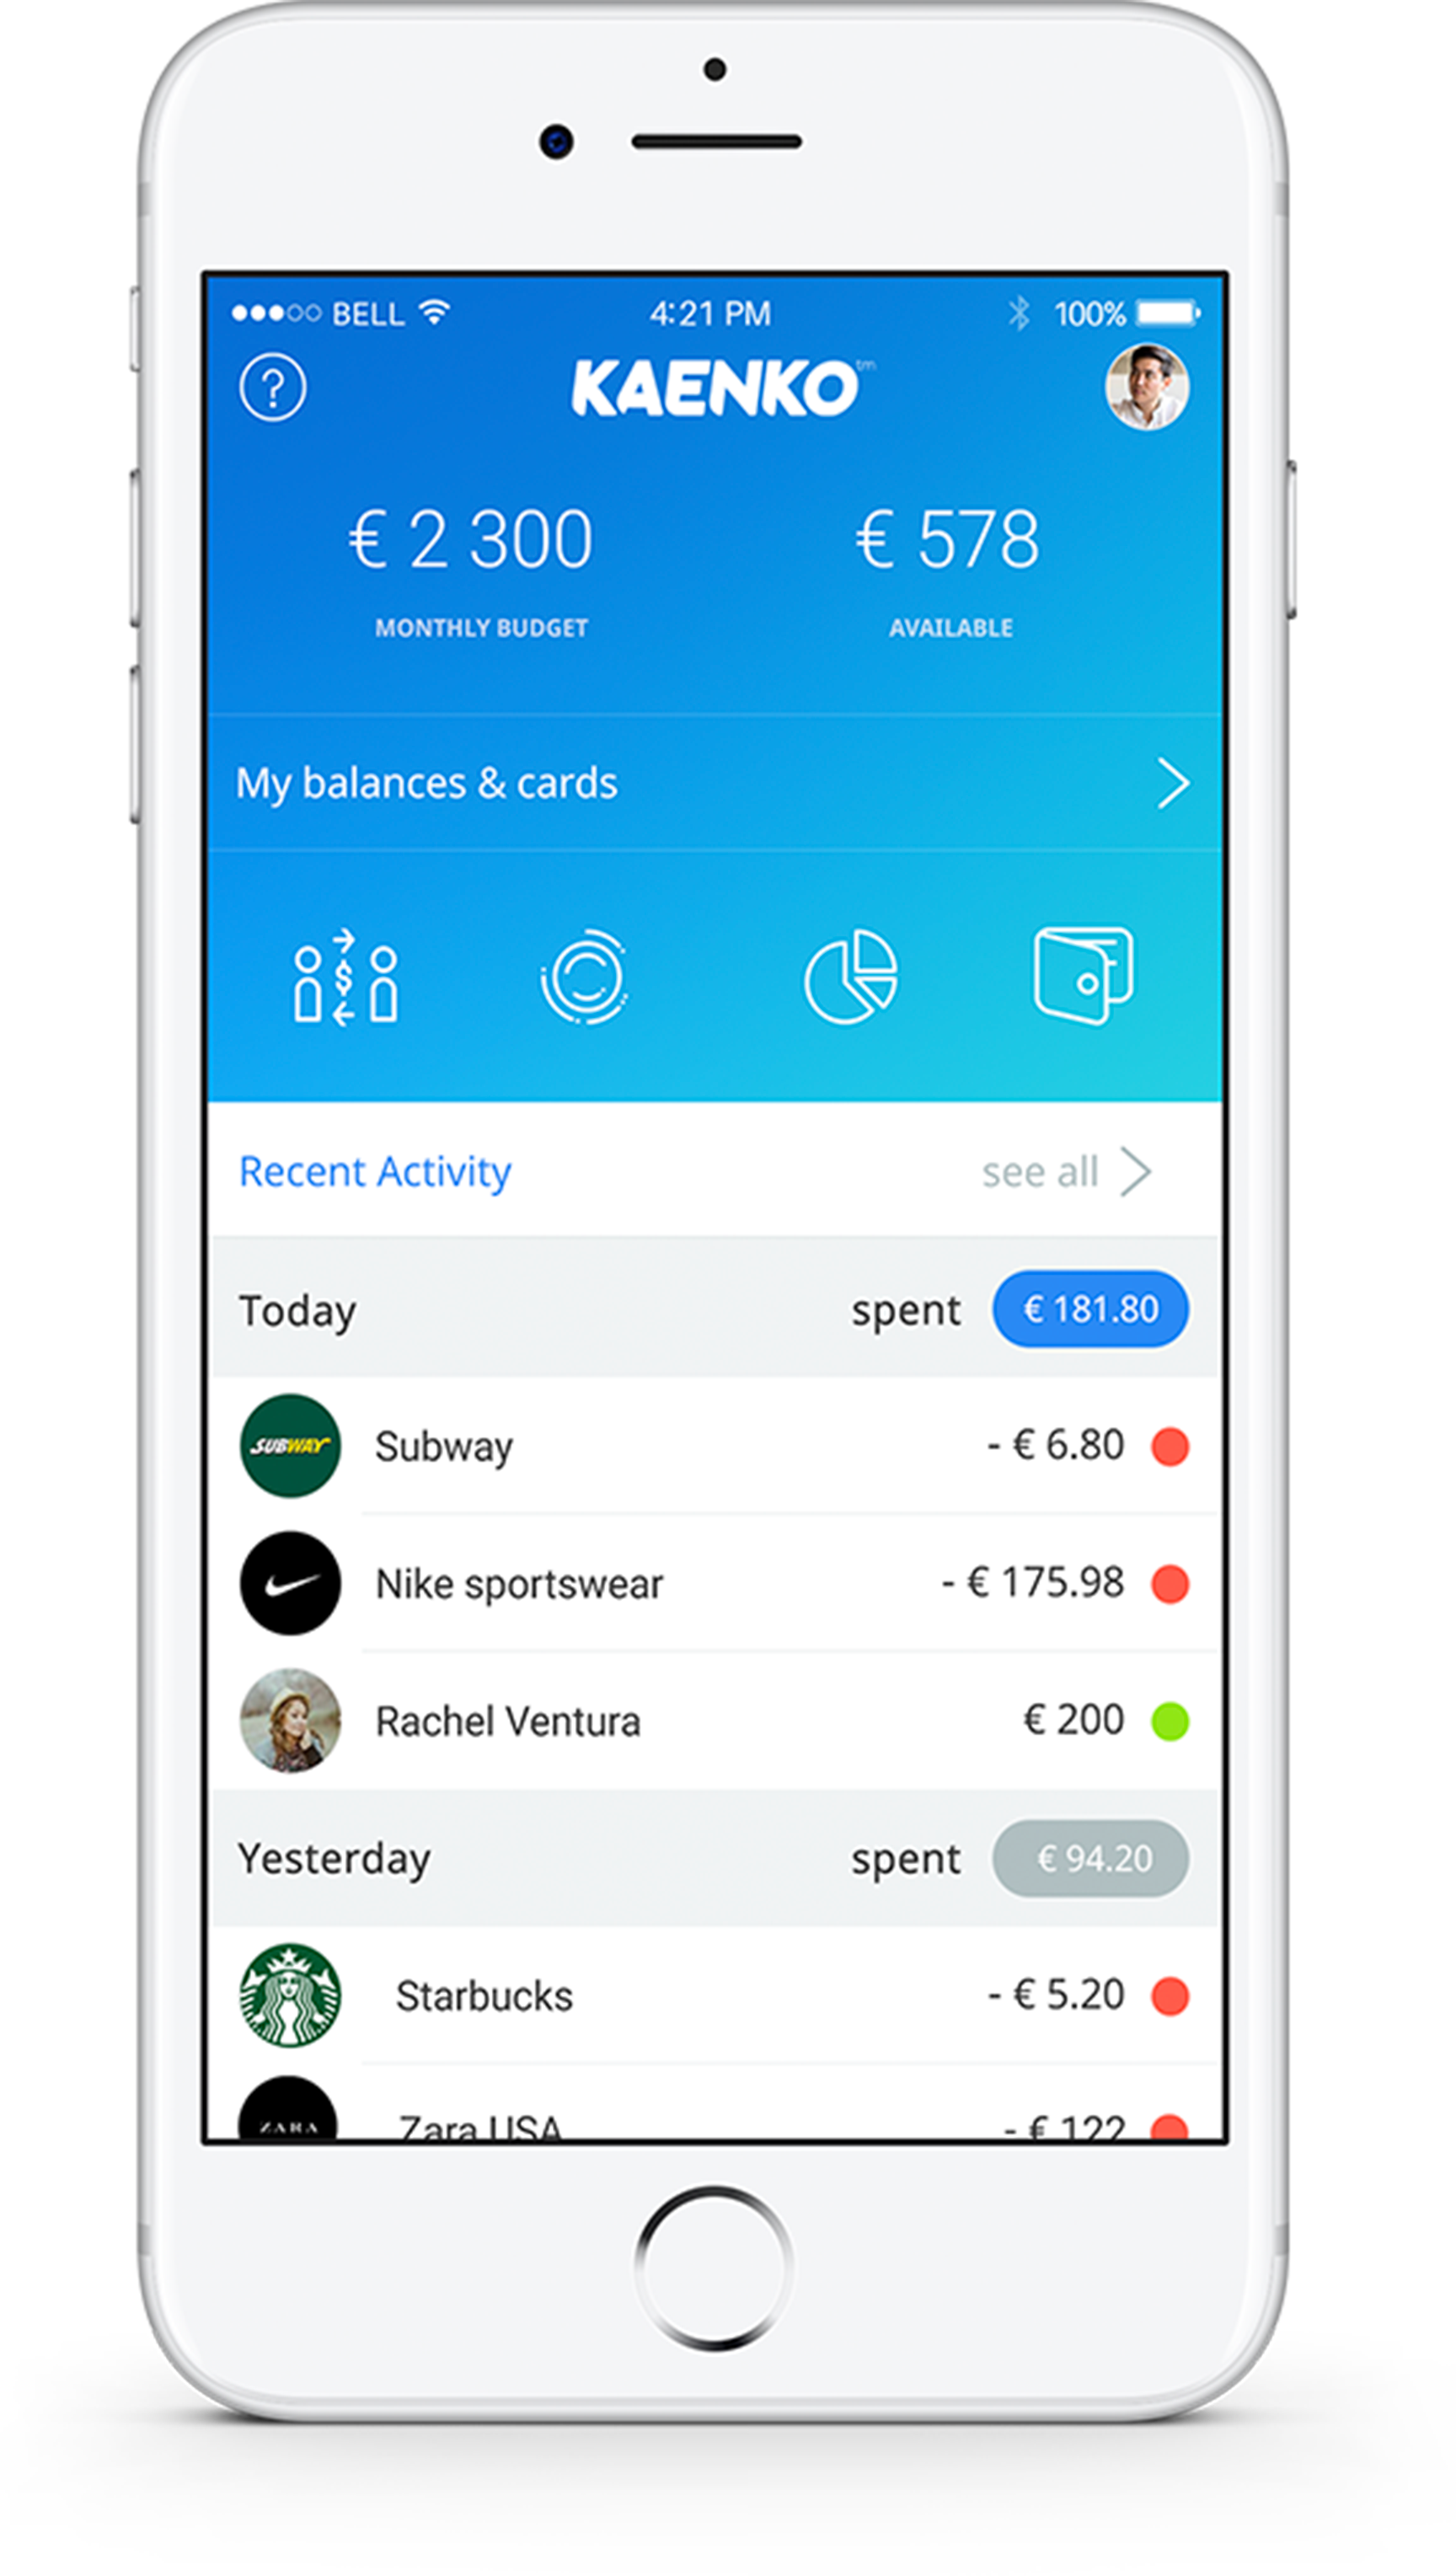 BELL 4:21 PM 100%
? KAENKO tm
€ 2 300 € 578
MONTHLY BUDGET AVAILABLE
My balances & cards
$
Recent Activity see all
Today spent € 181.80
SUBWAY Subway - € 6.80
Nike sportswear - € 175.98
Rachel Ventura € 200
Yesterday spent € 94.20
Starbucks - € 5.20
ZARA Zara USA - € 122